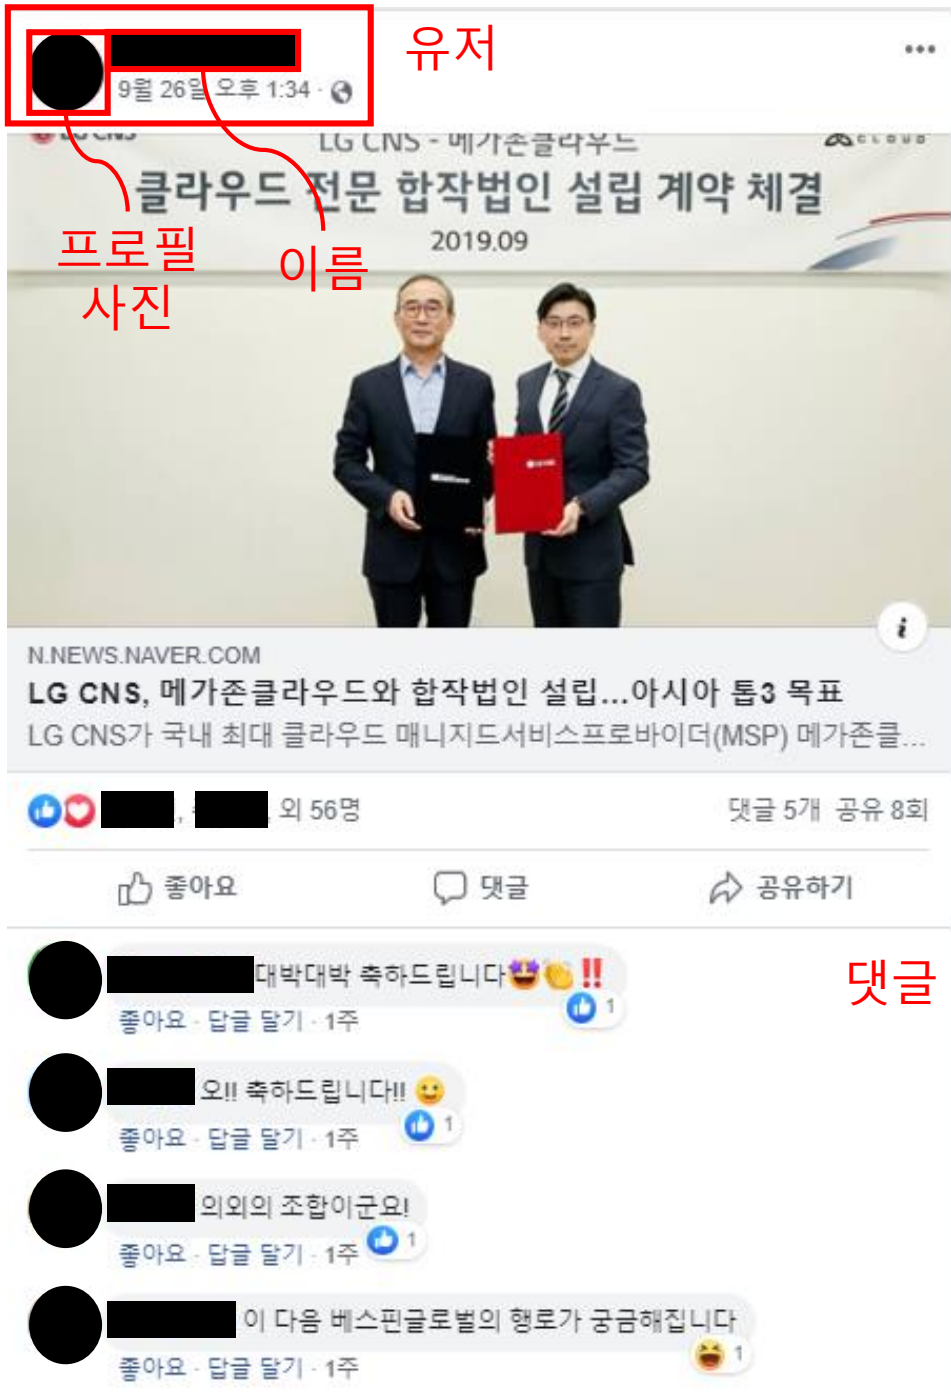 유저
9월 26일 오후 1:34
LG CNS
LG CNS - 메가존클라우드
CLOUD
클라우드 전문 합작법인 설립 계약 체결
2019.09
프로필
사진
이름
N.NEWS.NAVER.COM
LG CNS, 메가존클라우드와 합작법인 설립...아시아 톱3 목표
LG CNS가 국내 최대 클라우드 매니지드서비스프로바이더(MSP) 메가존클...
외 56명
댓글 5개 공유 8회
좋아요 댓글 공유하기
댓글
대박대박 축하드립니다🤩👏‼️
1
좋아요 · 답글 달기 · 1주
오!! 축하드립니다!! 🙂
1
좋아요 · 답글 달기 · 1주
의외의 조합이군요!
1
좋아요 · 답글 달기 · 1주
이 다음 베스핀글로벌의 행로가 궁금해집니다
1
좋아요 · 답글 달기 · 1주